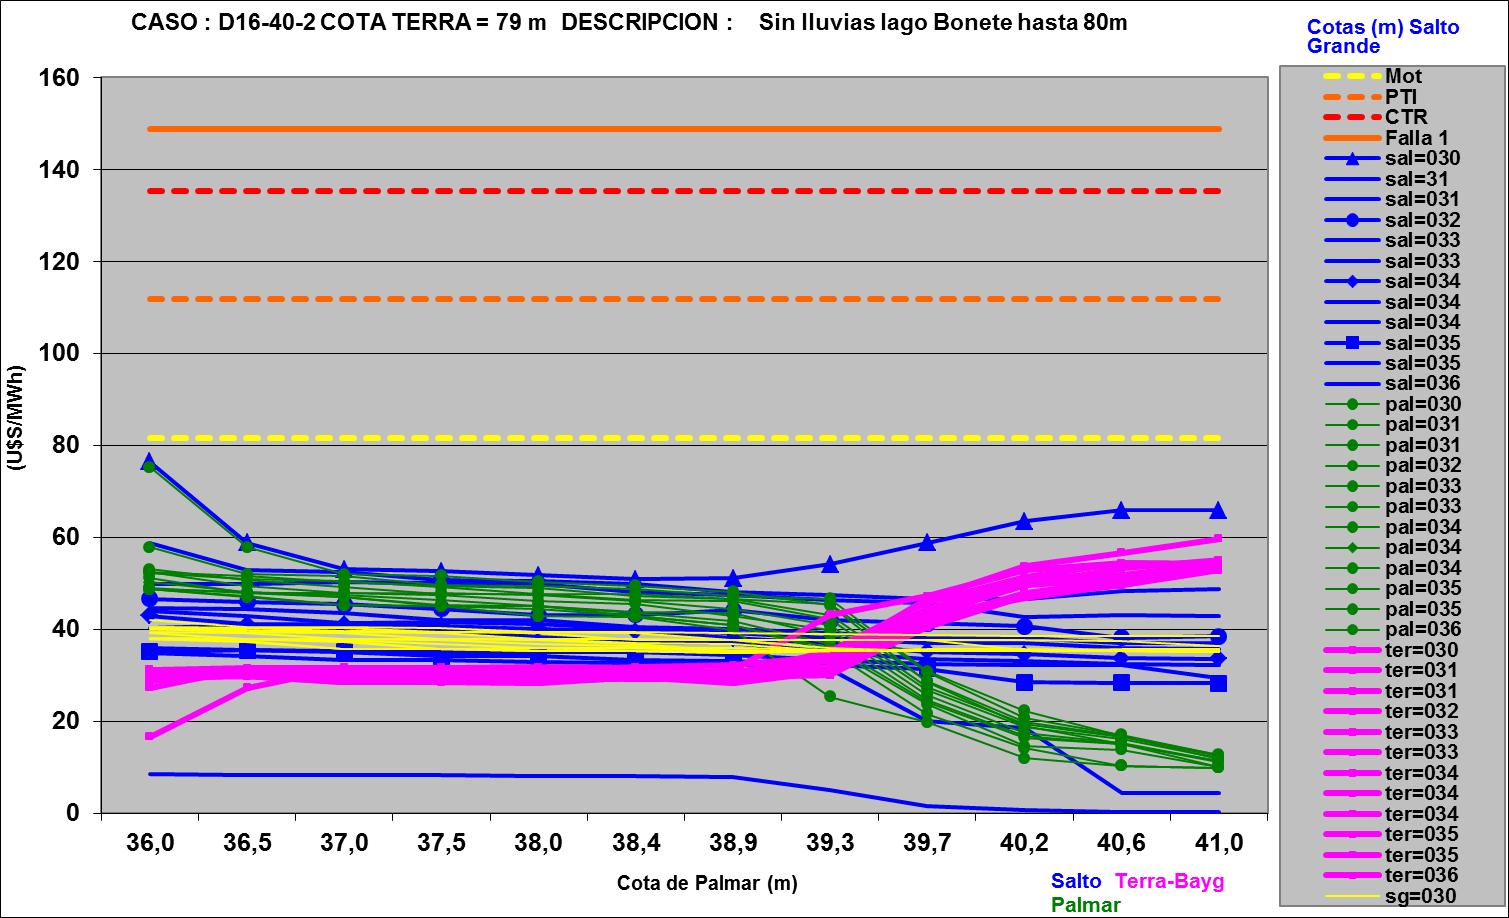 CASO : D16-40-2 COTA TERRA = 79 m DESCRIPCION : Sin lluvias lago Bonete hasta 80m
Cotas (m) Salto
Grande
160
140
120
100
80
60
40
20
0
(U$S/MWh)
36,0 36,5 37,0 37,5 38,0 38,4 38,9 39,3 39,7 40,2 40,6 41,0
Cota de Palmar (m)
Salto Terra-Bayg
Palmar
Mot
PTI
CTR
Falla 1
sal=030
sal=31
sal=031
sal=032
sal=033
sal=033
sal=034
sal=034
sal=034
sal=035
sal=035
sal=036
pal=030
pal=031
pal=031
pal=032
pal=033
pal=033
pal=034
pal=034
pal=034
pal=035
pal=035
pal=036
ter=030
ter=031
ter=031
ter=032
ter=033
ter=033
ter=034
ter=034
ter=034
ter=035
ter=035
ter=036
sg=030